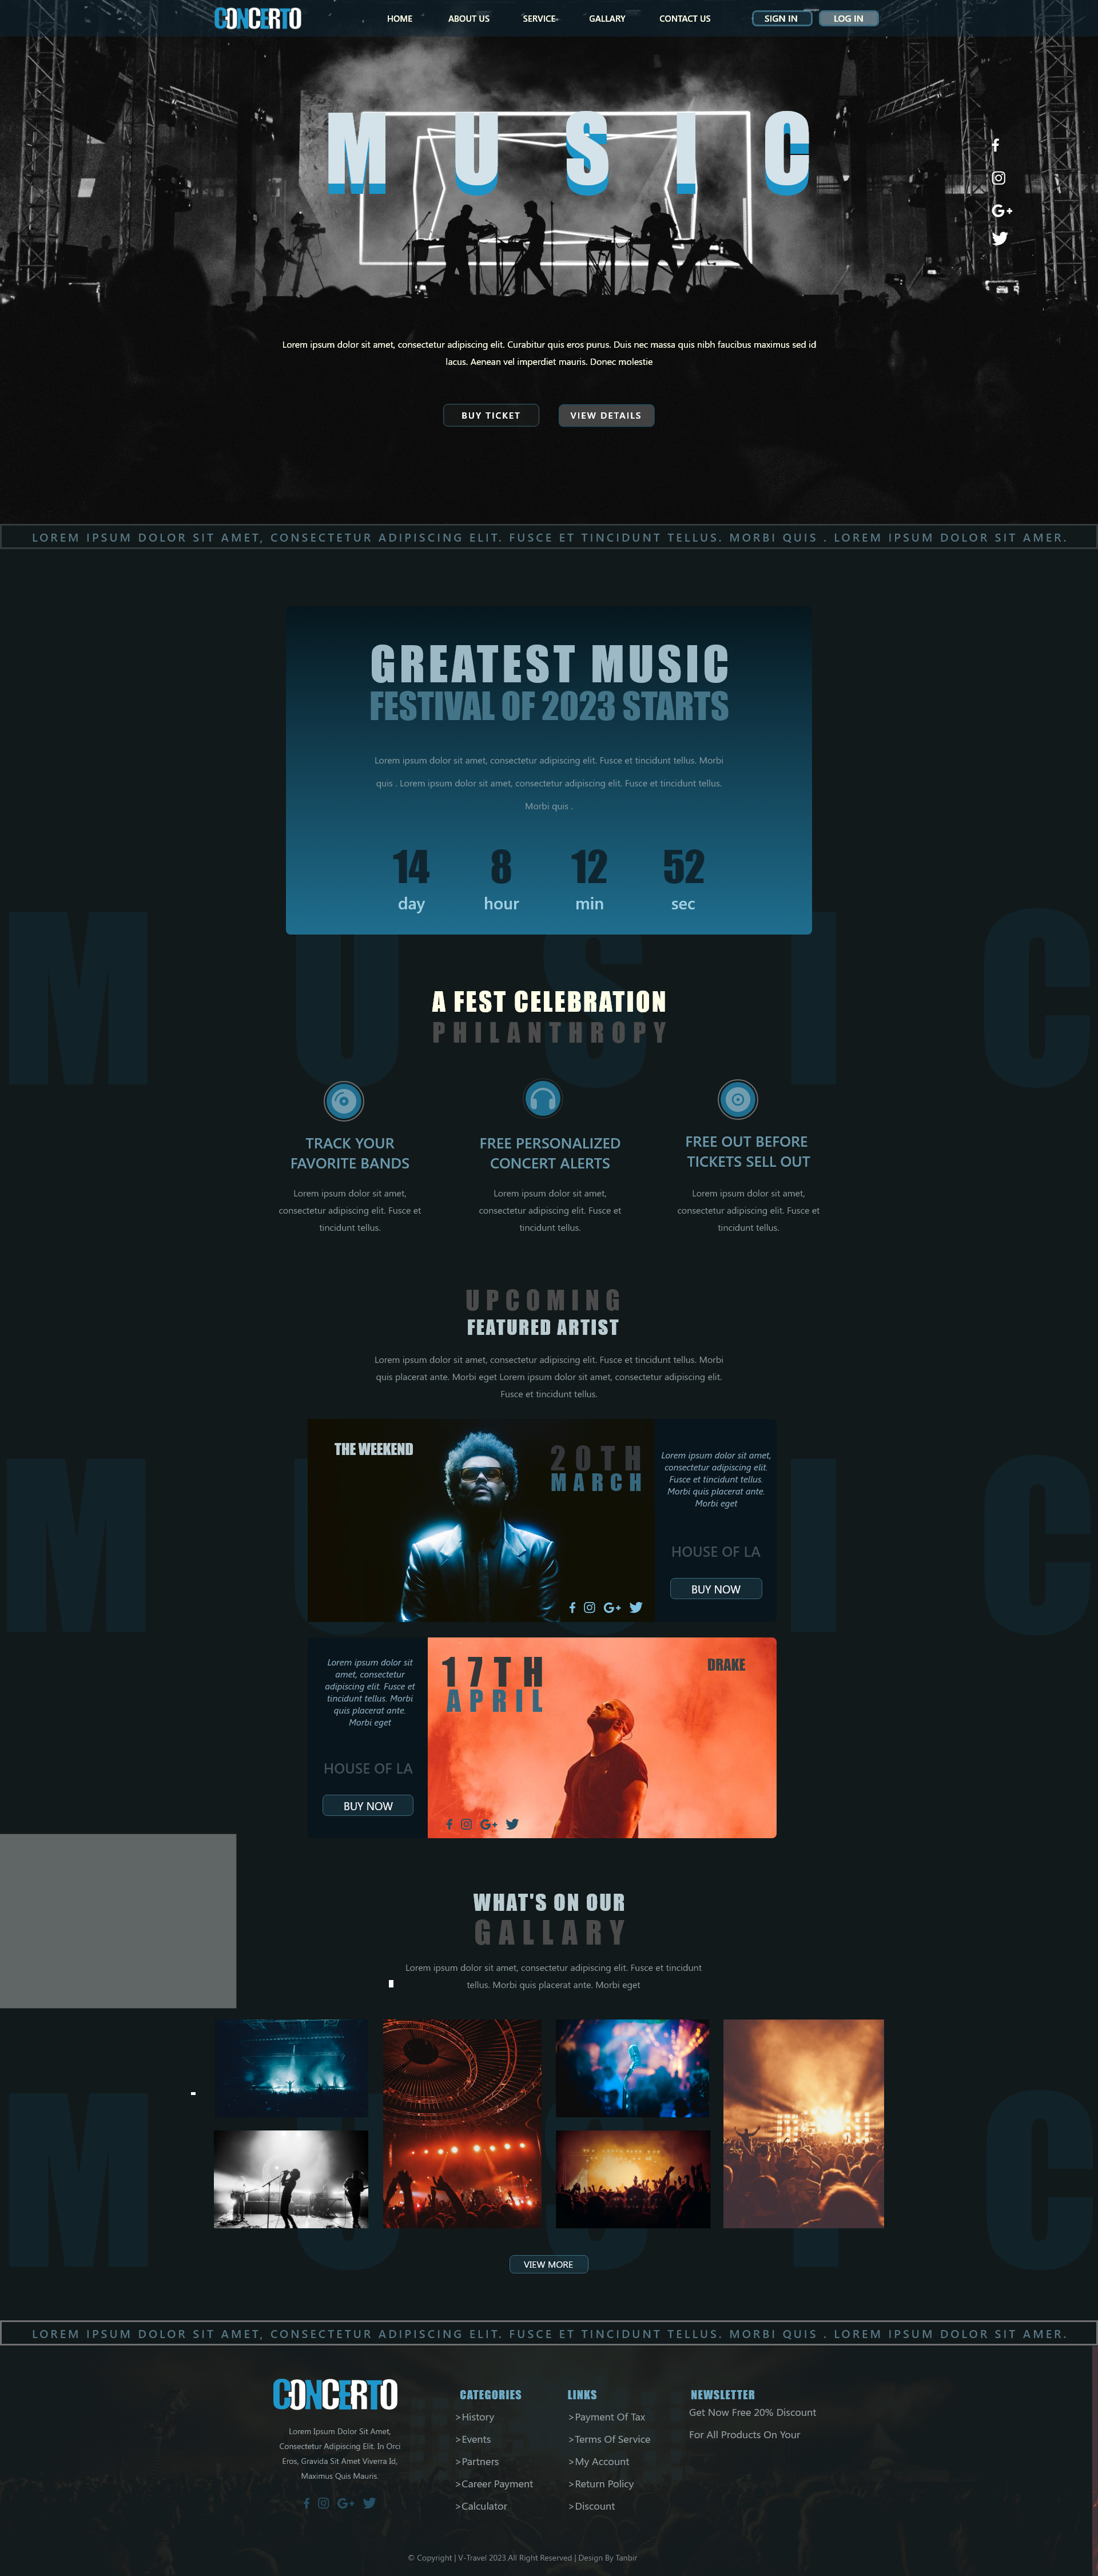 CONCERTO
HOME ABOUT US SERVICE GALLARY CONTACT US SIGN IN LOG IN
MUSIC
Lorem ipsum dolor sit amet, consectetur adipiscing elit. Curabitur quis eros purus. Duis nec massa quis nibh faucibus maximus sed id
lacus. Aenean vel imperdiet mauris. Donec molestie
BUY TICKET VIEW DETAILS
LOREM IPSUM DOLOR SIT AMET, CONSECTETUR ADIPISCING ELIT. FUSCE ET TINCIDUNT TELLUS. MORBI QUIS . LOREM IPSUM DOLOR SIT AMER.
GREATEST MUSIC
FESTIVAL OF 2023 STARTS
Lorem ipsum dolor sit amet, consectetur adipiscing elit. Fusce et tincidunt tellus. Morbi
quis . Lorem ipsum dolor sit amet, consectetur adipiscing elit. Fusce et tincidunt tellus.
Morbi quis .
14 8 12 52
day hour min sec
MUSIC
A FEST CELEBRATION
PHILANTHROPY
TRACK YOUR
FAVORITE BANDS
Lorem ipsum dolor sit amet,
consectetur adipiscing elit. Fusce et
tincidunt tellus.
FREE PERSONALIZED
CONCERT ALERTS
Lorem ipsum dolor sit amet,
consectetur adipiscing elit. Fusce et
tincidunt tellus.
FREE OUT BEFORE
TICKETS SELL OUT
Lorem ipsum dolor sit amet,
consectetur adipiscing elit. Fusce et
tincidunt tellus.
UPCOMING
FEATURED ARTIST
Lorem ipsum dolor sit amet, consectetur adipiscing elit. Fusce et tincidunt tellus. Morbi
quis placerat ante. Morbi eget Lorem ipsum dolor sit amet, consectetur adipiscing elit.
Fusce et tincidunt tellus.
THE WEEKEND
20TH
MARCH
Lorem ipsum dolor sit amet,
consectetur adipiscing elit.
Fusce et tincidunt tellus.
Morbi quis placerat ante.
Morbi eget
HOUSE OF LA
BUY NOW
Lorem ipsum dolor sit
amet, consectetur
adipiscing elit. Fusce et
tincidunt tellus. Morbi
quis placerat ante.
Morbi eget
HOUSE OF LA
BUY NOW
17TH
APRIL
DRAKE
WHAT'S ON OUR
GALLARY
Lorem ipsum dolor sit amet, consectetur adipiscing elit. Fusce et tincidunt
tellus. Morbi quis placerat ante. Morbi eget
MUSIC
VIEW MORE
LOREM IPSUM DOLOR SIT AMET, CONSECTETUR ADIPISCING ELIT. FUSCE ET TINCIDUNT TELLUS. MORBI QUIS . LOREM IPSUM DOLOR SIT AMER.
CONCERTO
Lorem Ipsum Dolor Sit Amet,
Consectetur Adipiscing Elit. In Orci
Eros, Gravida Sit Amet Viverra Id,
Maximus Quis Mauris.
CATEGORIES
>History
>Events
>Partners
>Career Payment
>Calculator
LINKS
>Payment Of Tax
>Terms Of Service
>My Account
>Return Policy
>Discount
NEWSLETTER
Get Now Free 20% Discount
For All Products On Your
© Copyright | V-Travel 2023.All Right Reserved | Design By Tanbir